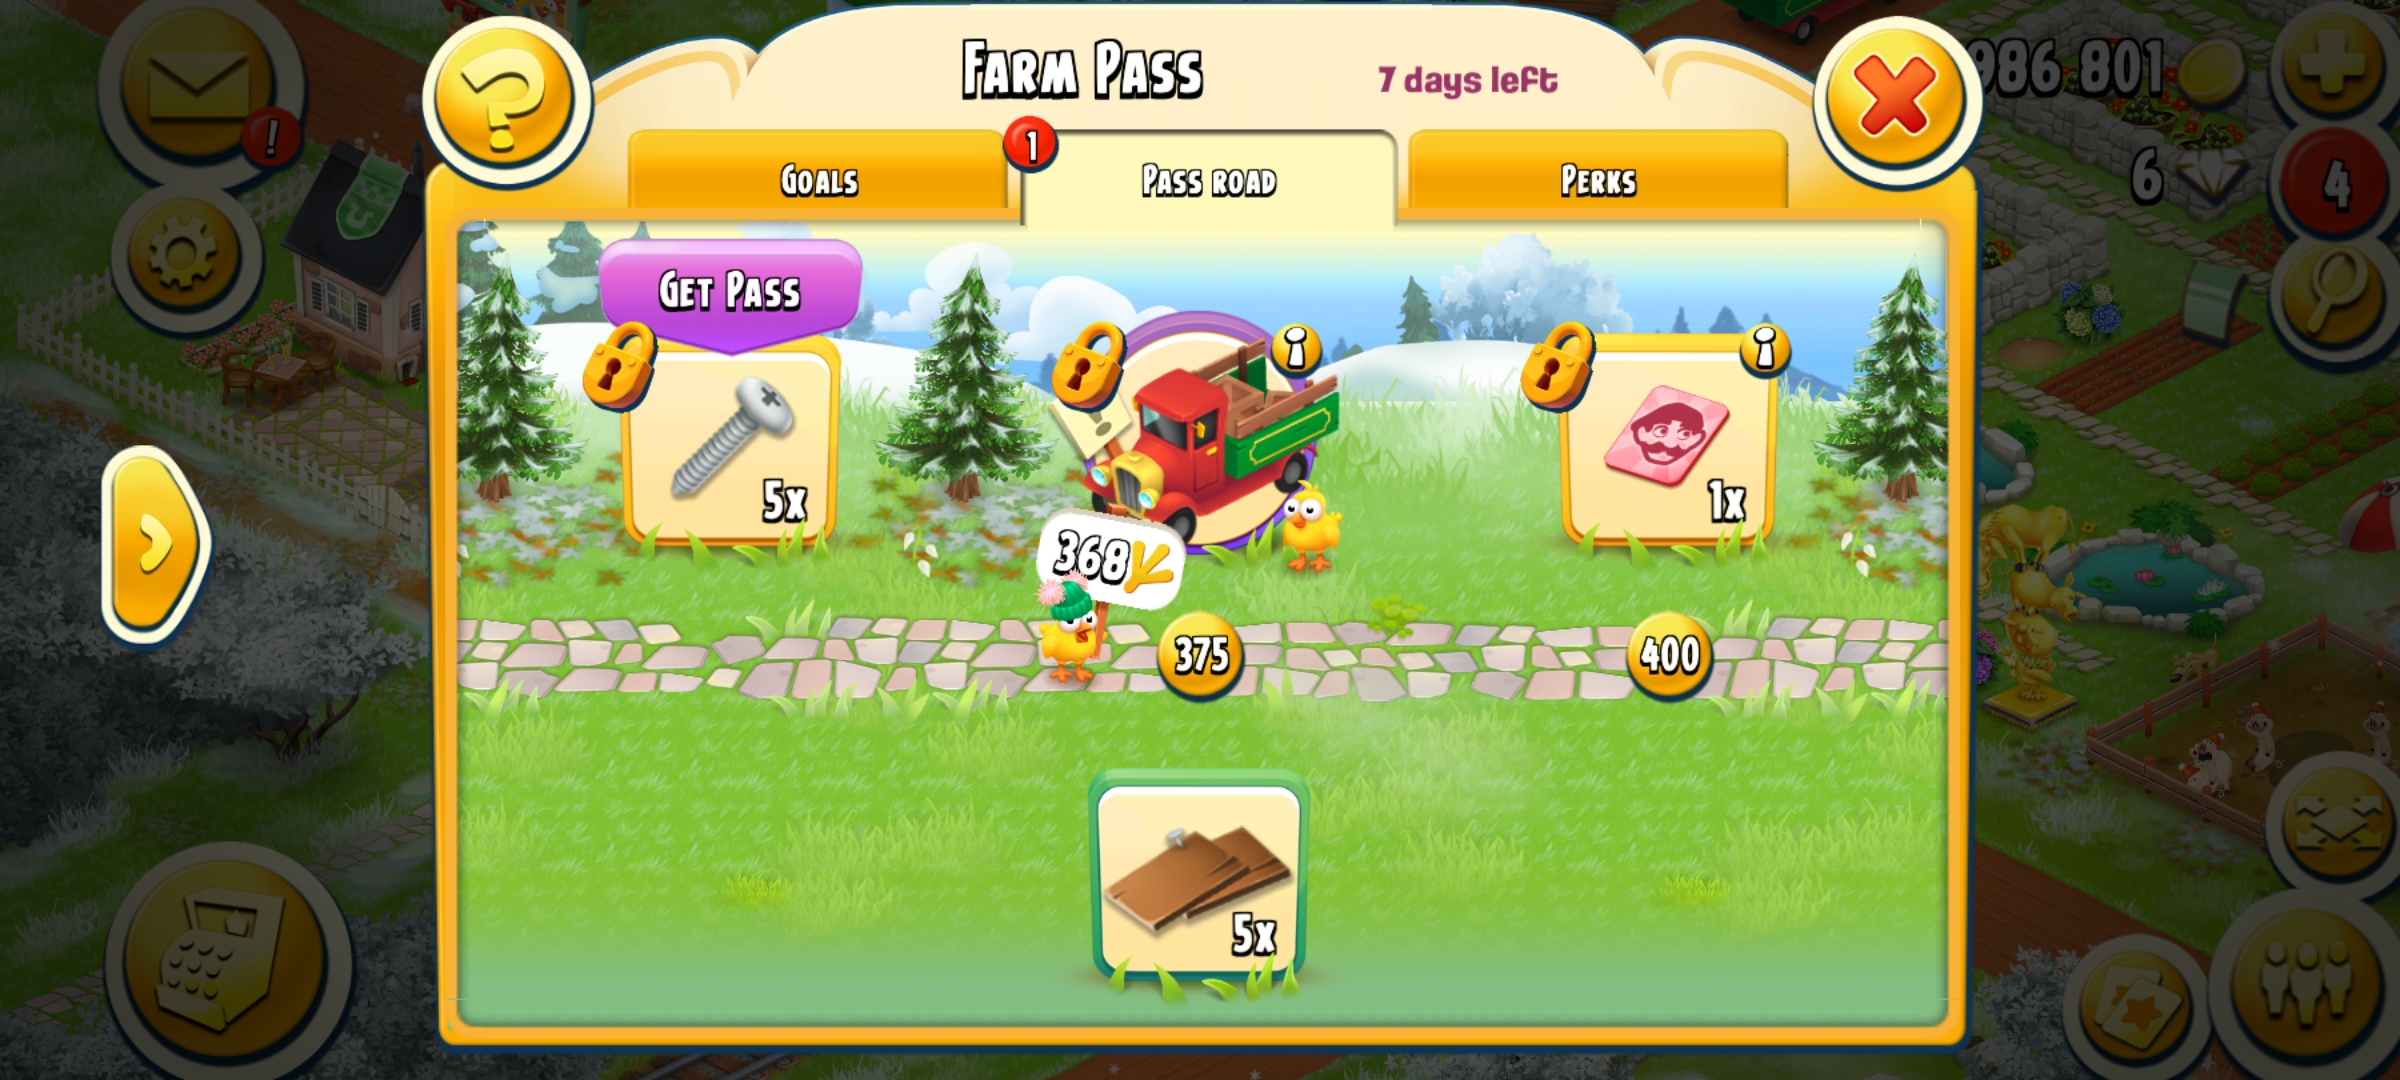 FARM PASS
7 days left
986 801
!
1
GOALS
PASS ROAD
PERKS
6
4
GET PASS
5x
1x
368
375
400
5x